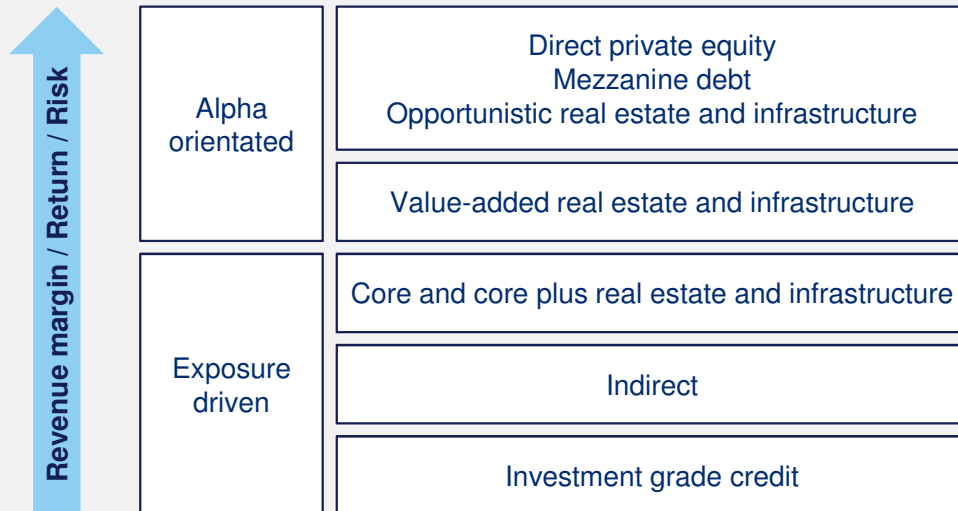 Revenue margin / Return / Risk
Alpha
orientated
Direct private equity
Mezzanine debt
Opportunistic real estate and infrastructure
Value-added real estate and infrastructure
Exposure
driven
Core and core plus real estate and infrastructure
Indirect
Investment grade credit